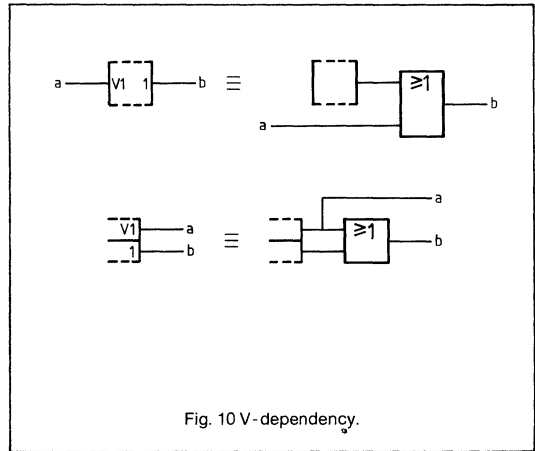 a V1 1 b ≡ ≥1 b
a
V1 a ≡ ≥1 a
1 b b
Fig. 10 V-dependency.